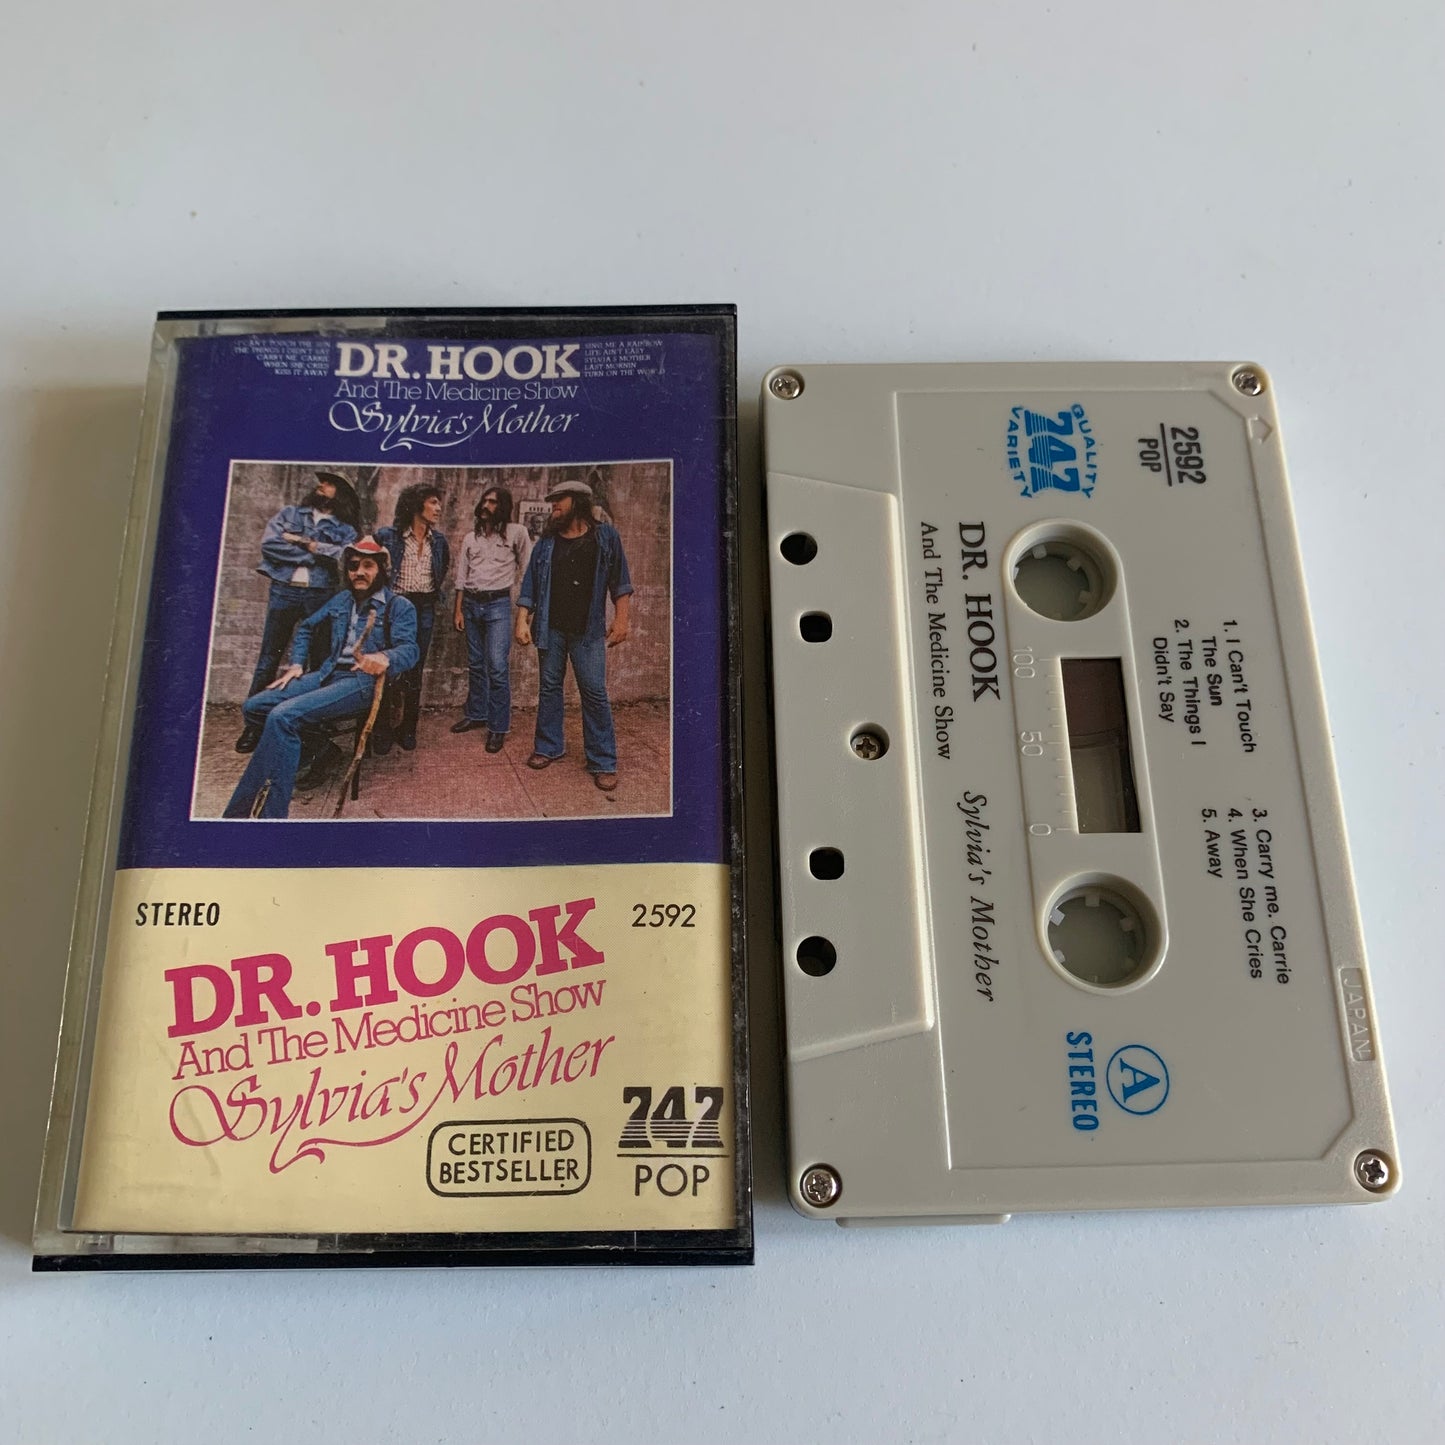 I CAN'T TOUCH THE SUN
THE THINGS I DIDN'T SAY
CARRY ME, CARRIE
WHEN SHE CRIES
KISS IT AWAY
DR. HOOK
And The Medicine Show
Sylvia's Mother
SING ME A RAINBOW
LIFE AIN'T EASY
SYLVIA'S MOTHER
LAST MORNIN
TURN ON THE WORLD
STEREO
2592
DR. HOOK
And The Medicine Show
Sylvia's Mother
CERTIFIED
BESTSELLER
747
POP
QUALITY
747
VARIETY
2592
POP
DR. HOOK
And The Medicine Show
Sylvia's Mother
100 50 0
1. I Can't Touch
The Sun
2. The Things I
Didn't Say
3. Carry me. Carrie
4. When She Cries
5. Away
A
STEREO
JAPAN